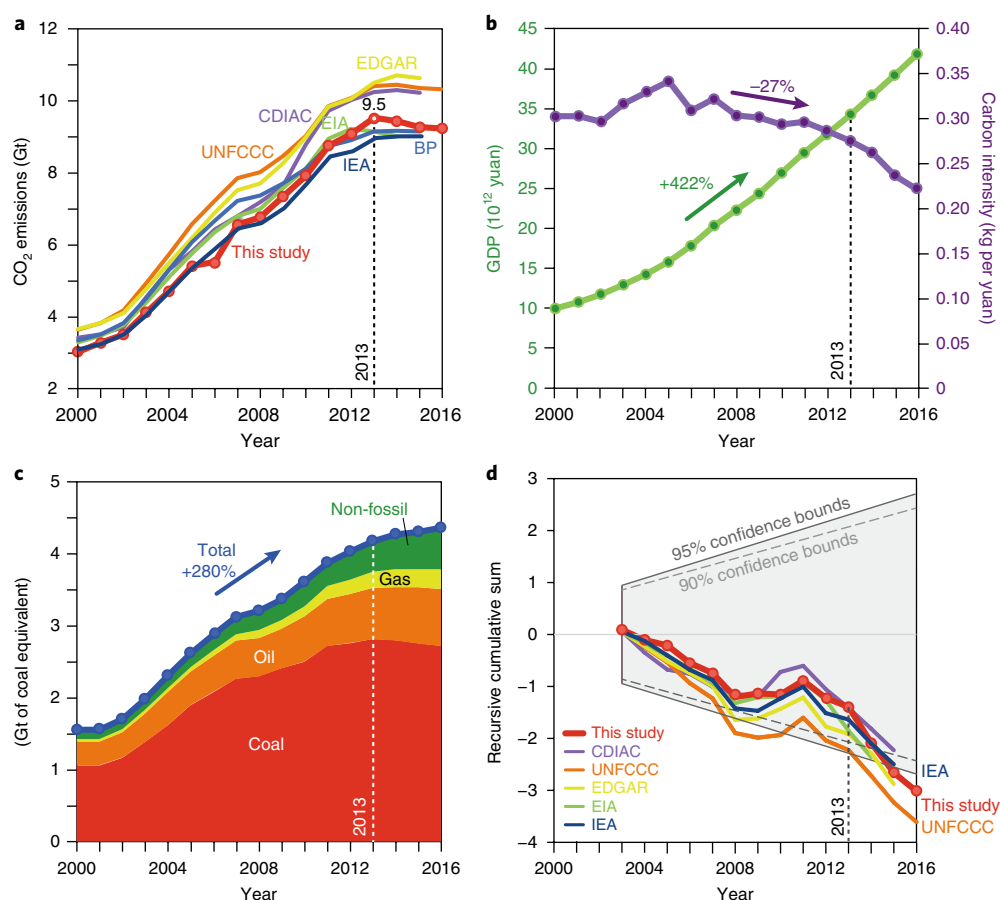 a
12
10
8
6
4
2
CO2 emissions (Gt)
EDGAR
9.5
CDIAC
EIA
UNFCCC
BP
IEA
This study
2013
2000
2004
2008
2012
2016
Year
b
45
40
35
30
25
20
15
10
5
0
GDP (10¹² yuan)
–27%
+422%
2013
0.40
0.35
0.30
0.25
0.20
0.15
0.10
0.05
0
Carbon intensity
(kg per yuan)
2000
2004
2008
2012
2016
Year
c
5
4
3
2
1
0
(Gt of coal equivalent)
Non-fossil
Total
+280%
Gas
Oil
Coal
2013
2000
2004
2008
2012
2016
Year
d
3
2
1
0
−1
−2
−3
−4
Recursive cumulative sum
95% confidence bounds
90% confidence bounds
This study
CDIAC
UNFCCC
EDGAR
EIA
IEA
2013
IEA
This study
UNFCCC
2000
2004
2008
2012
2016
Year